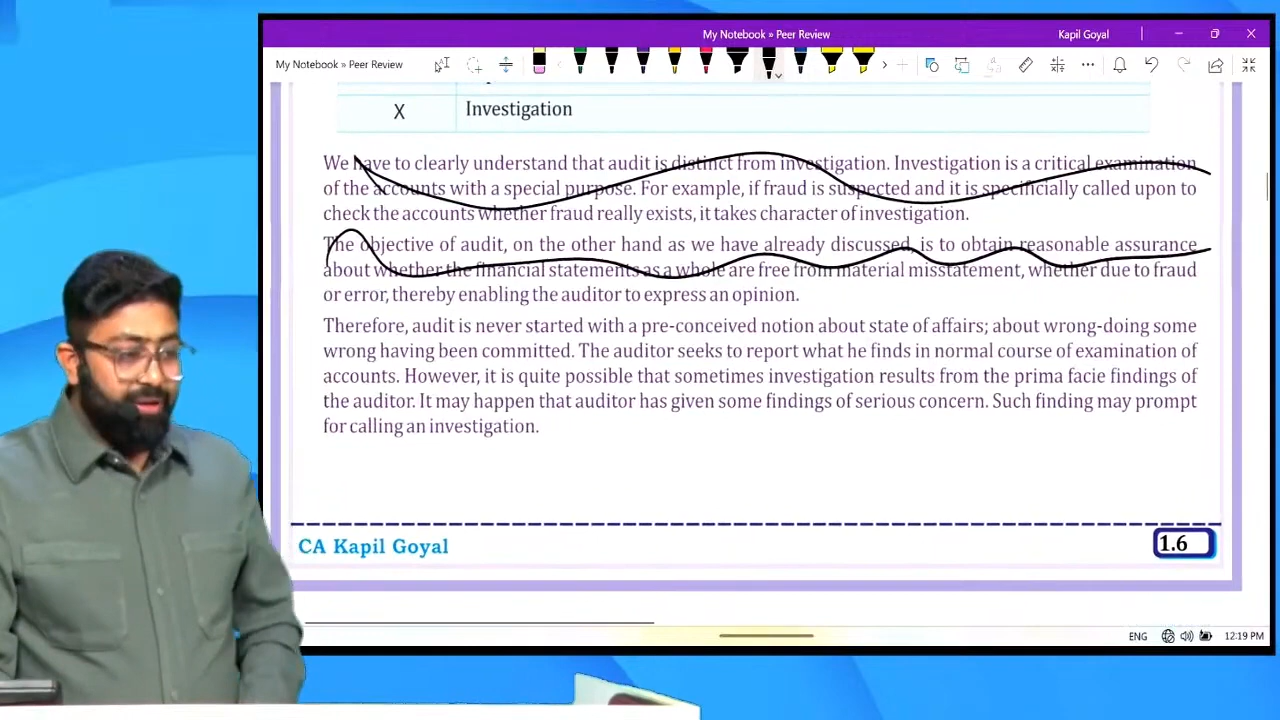 My Notebook » Peer Review
Kapil Goyal
My Notebook » Peer Review
X Investigation
We have to clearly understand that audit is distinct from investigation. Investigation is a critical examination
of the accounts with a special purpose. For example, if fraud is suspected and it is specificially called upon to
check the accounts whether fraud really exists, it takes character of investigation.
The objective of audit, on the other hand as we have already discussed, is to obtain reasonable assurance
about whether the financial statements as a whole are free from material misstatement, whether due to fraud
or error, thereby enabling the auditor to express an opinion.
Therefore, audit is never started with a pre-conceived notion about state of affairs; about wrong-doing some
wrong having been committed. The auditor seeks to report what he finds in normal course of examination of
accounts. However, it is quite possible that sometimes investigation results from the prima facie findings of
the auditor. It may happen that auditor has given some findings of serious concern. Such finding may prompt
for calling an investigation.
CA Kapil Goyal
1.6
ENG
12:19 PM